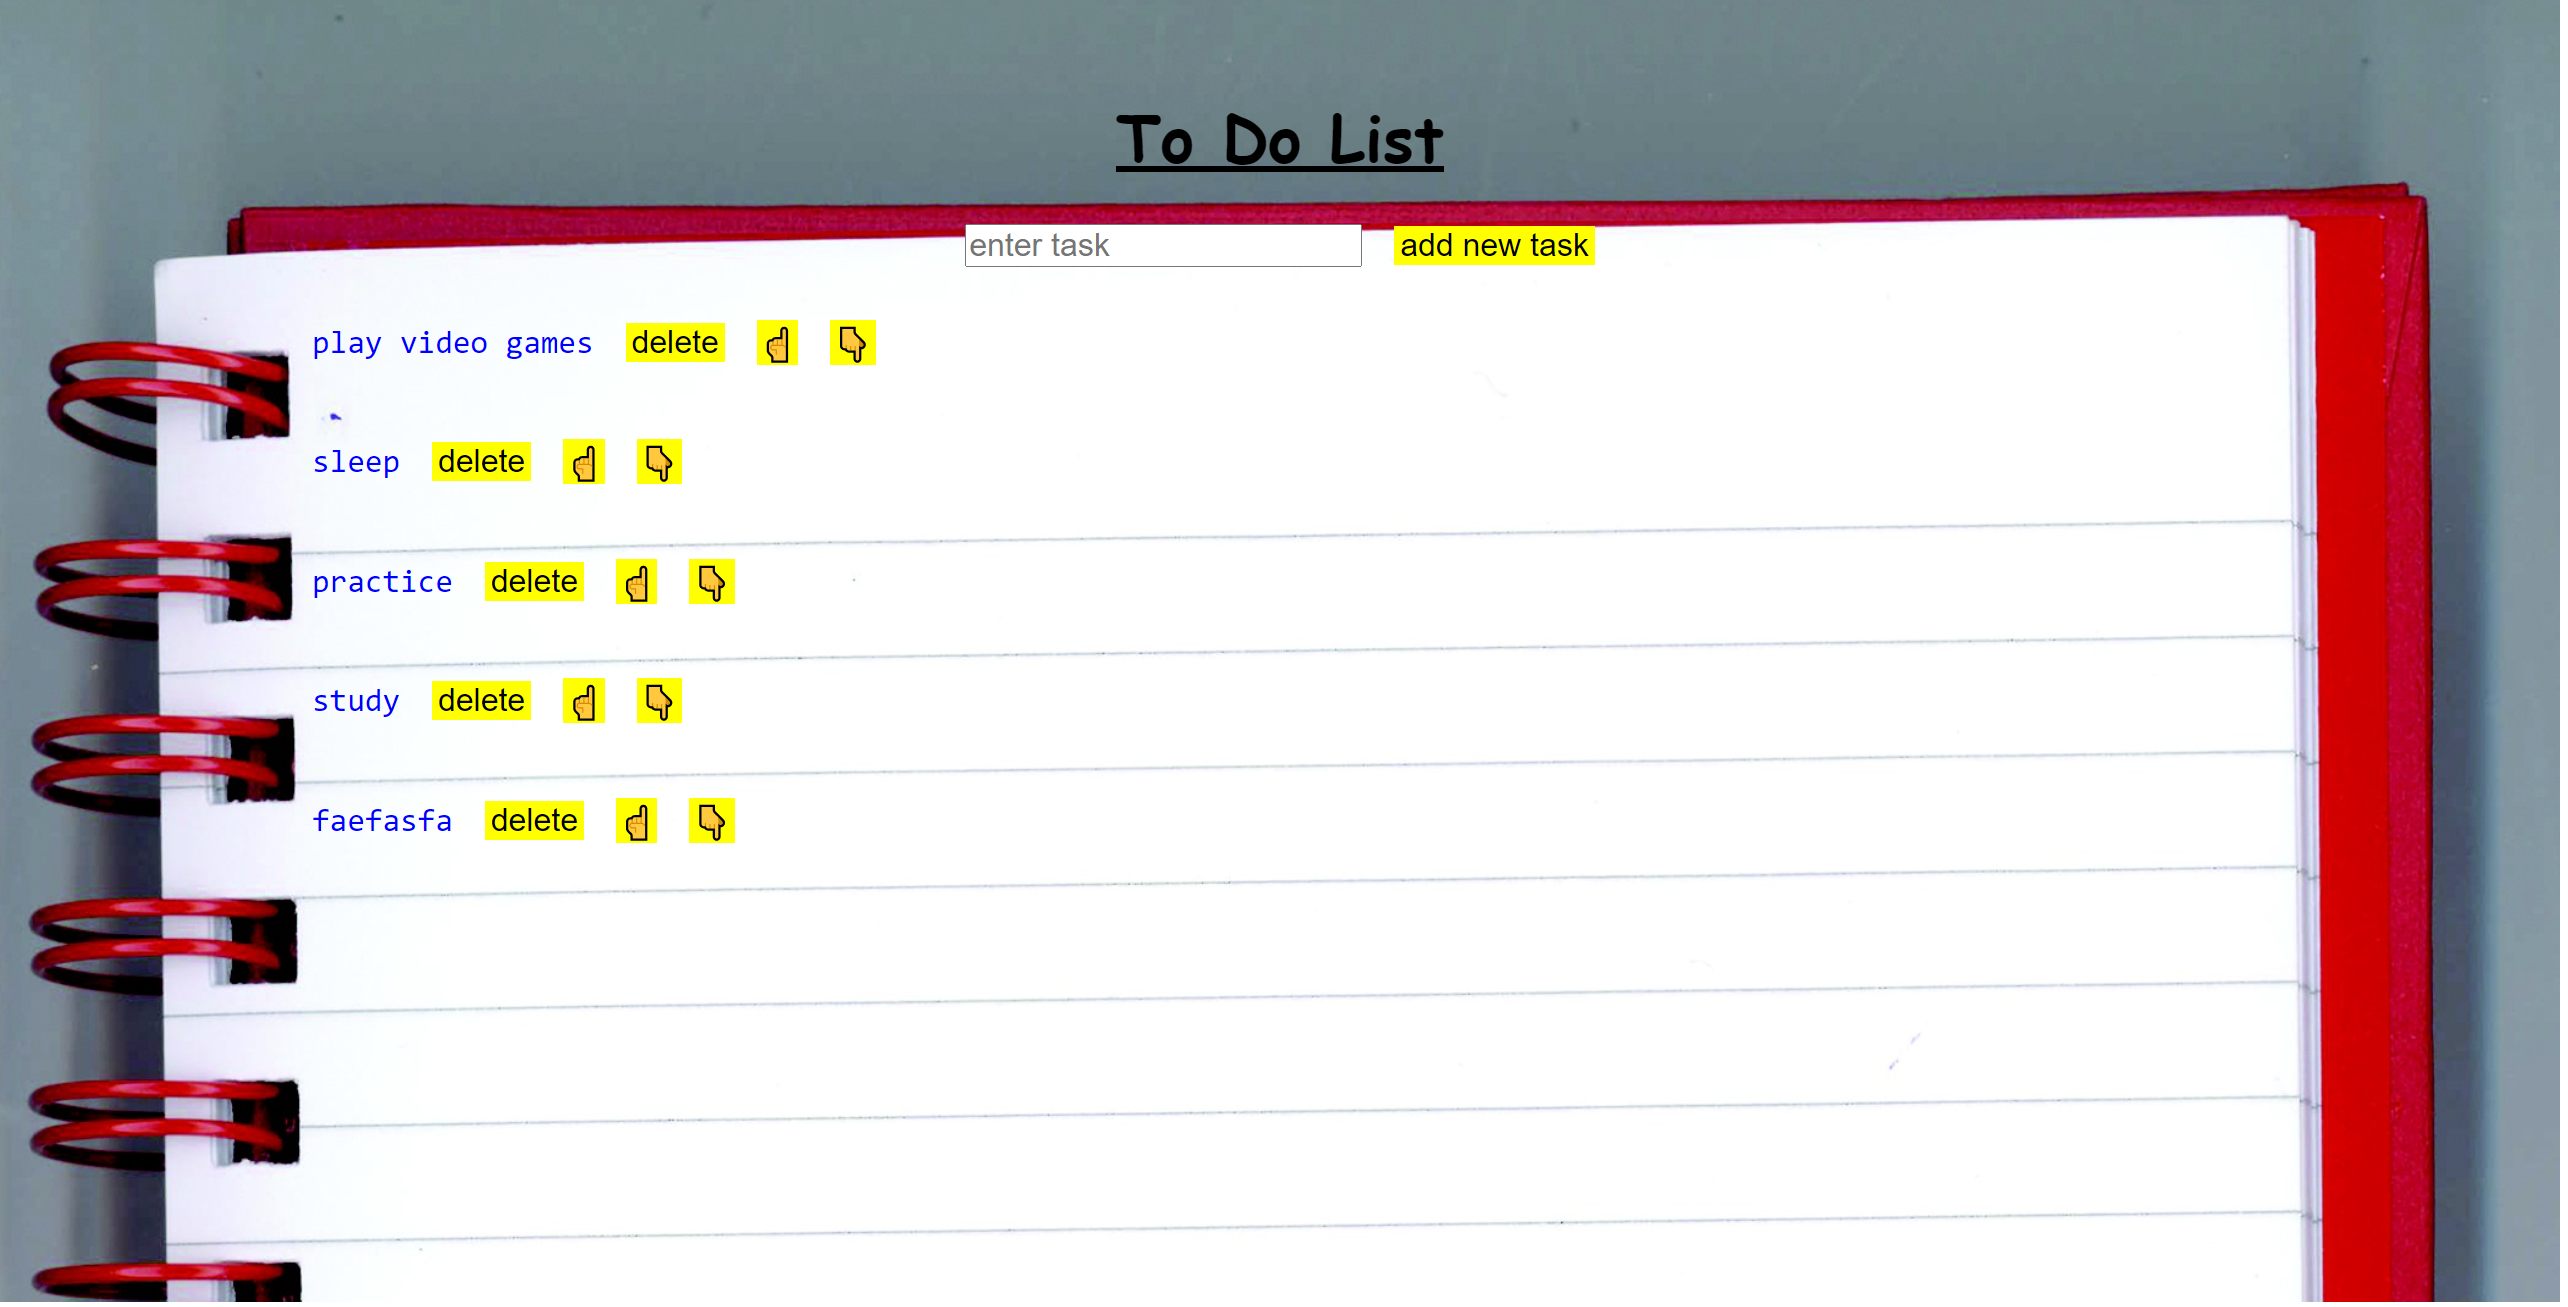 To Do List
enter task add new task
play video games delete ☝ 👇
sleep delete ☝ 👇
practice delete ☝ 👇
study delete ☝ 👇
faefasfa delete ☝ 👇